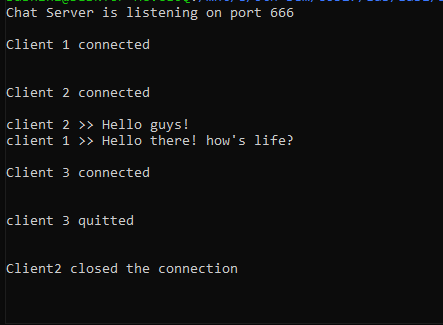 Chat Server is listening on port 666
Client 1 connected
Client 2 connected
client 2 >> Hello guys!
client 1 >> Hello there! how's life?
Client 3 connected
client 3 quitted
Client2 closed the connection